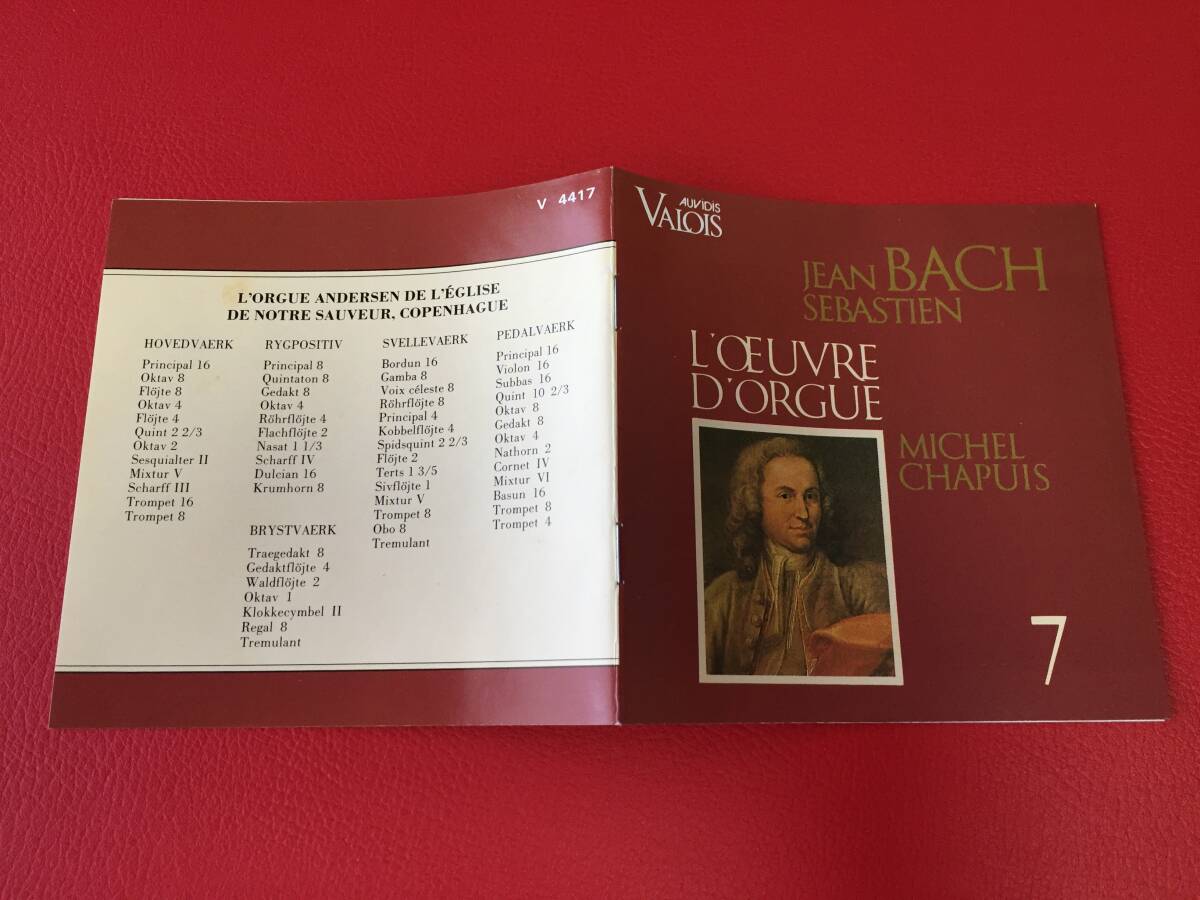 V 4417
L'ORGUE ANDERSEN DE L'ÉGLISE
DE NOTRE SAUVEUR, COPENHAGUE
HOVEDVAERK
Principal 16
Oktav 8
Flöjte 8
Oktav 4
Flöjte 4
Quint 2 2/3
Oktav 2
Sesquialter II
Mixtur V
Scharff III
Trompet 16
Trompet 8
RYGPOSITIV
Principal 8
Quintaton 8
Gedakt 8
Oktav 4
Röhrflöjte 4
Flachflöjte 2
Nasat 1 1/3
Scharff IV
Dulcian 16
Krumhorn 8
BRYSTVAERK
Traegedakt 8
Gedaktflöjte 4
Waldflöjte 2
Oktav 1
Klokkecymbel II
Regal 8
Tremulant
SVELLEVAERK
Bordun 16
Gamba 8
Voix céleste 8
Röhrflöjte 8
Principal 4
Kobbelflöjte 4
Spidsquint 2 2/3
Flöjte 2
Terts 1 3/5
Sivflöjte 1
Mixtur V
Trompet 8
Obo 8
Tremulant
PEDALVAERK
Principal 16
Violon 16
Subbas 16
Quint 10 2/3
Oktav 8
Gedakt 8
Oktav 4
Nathorn 2
Cornet IV
Mixtur VI
Basun 16
Trompet 8
Trompet 4
AUVIDIS
VALOIS
JEAN BACH
SEBASTIEN
L'ŒUVRE
D'ORGUE
MICHEL
CHAPUIS
7